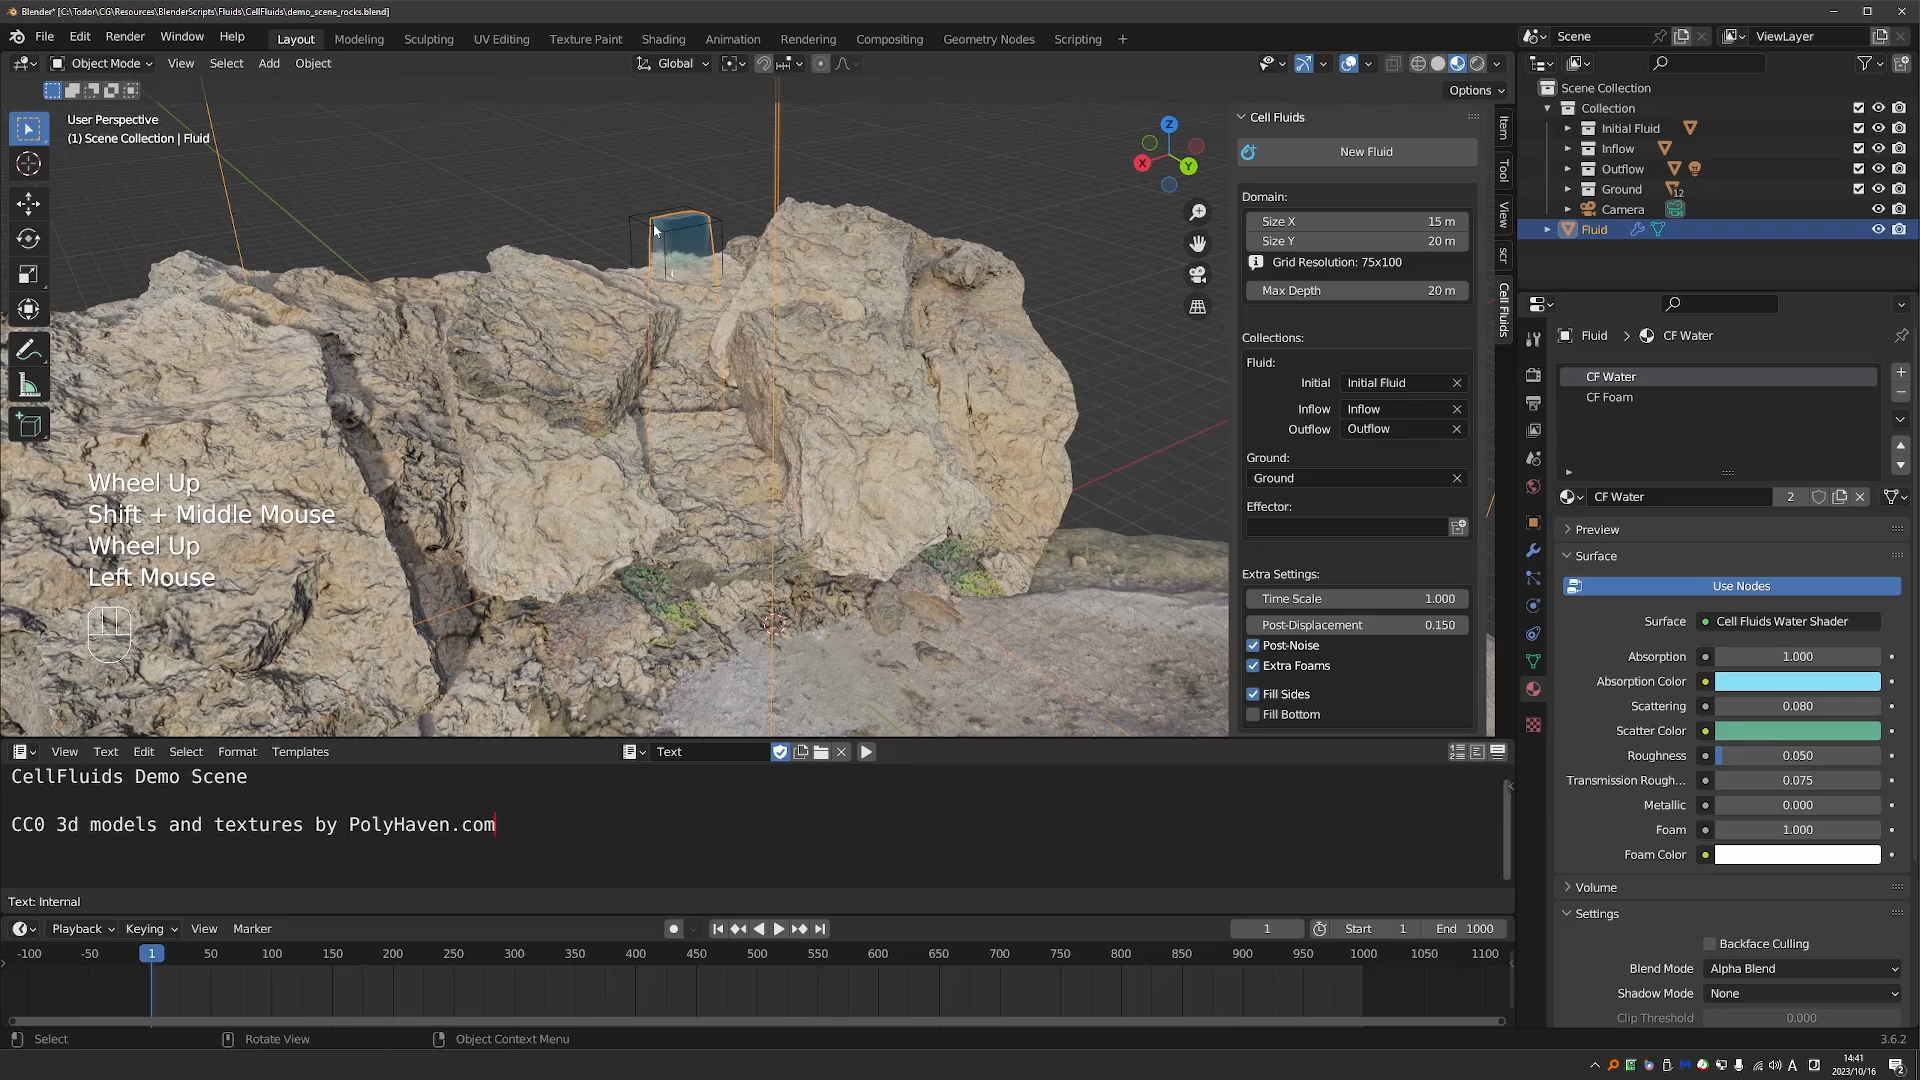 Blender* [C:\Todor\CG\Resources\BlenderScripts\Fluids\CellFluids\demo_scene_rocks.blend]
File Edit Render Window Help Layout Modeling Sculpting UV Editing Texture Paint Shading Animation Rendering Compositing Geometry Nodes Scripting + Scene ViewLayer
Object Mode View Select Add Object Global
Options
User Perspective
(1) Scene Collection | Fluid
Z
X
Y
Wheel Up
Shift + Middle Mouse
Wheel Up
Left Mouse
Cell Fluids
New Fluid
Domain:
Size X 15 m
Size Y 20 m
Grid Resolution: 75x100
Max Depth 20 m
Collections:
Fluid:
Initial Initial Fluid
Inflow Inflow
Outflow Outflow
Ground:
Ground
Effector:
Extra Settings:
Time Scale 1.000
Post-Displacement 0.150
Post-Noise
Extra Foams
Fill Sides
Fill Bottom
Item
Tool
View
scr
Cell Fluids
Scene Collection
Collection
Initial Fluid
Inflow
Outflow
Ground 12
Camera
Fluid
Fluid > CF Water
CF Water
CF Foam
CF Water 2
Preview
Surface
Use Nodes
Surface Cell Fluids Water Shader
Absorption 1.000
Absorption Color
Scattering 0.080
Scatter Color
Roughness 0.050
Transmission Rough... 0.075
Metallic 0.000
Foam 1.000
Foam Color
Volume
Settings
Backface Culling
Blend Mode Alpha Blend
Shadow Mode None
Clip Threshold 0.000
View Text Edit Select Format Templates Text
CellFluids Demo Scene
CC0 3d models and textures by PolyHaven.com
Text: Internal
Playback Keying View Marker 1 Start 1 End 1000
-100 -50 1 50 100 150 200 250 300 350 400 450 500 550 600 650 700 750 800 850 900 950 1000 1050 1100
Select Rotate View Object Context Menu 3.6.2
A 14:41
2023/10/16 2